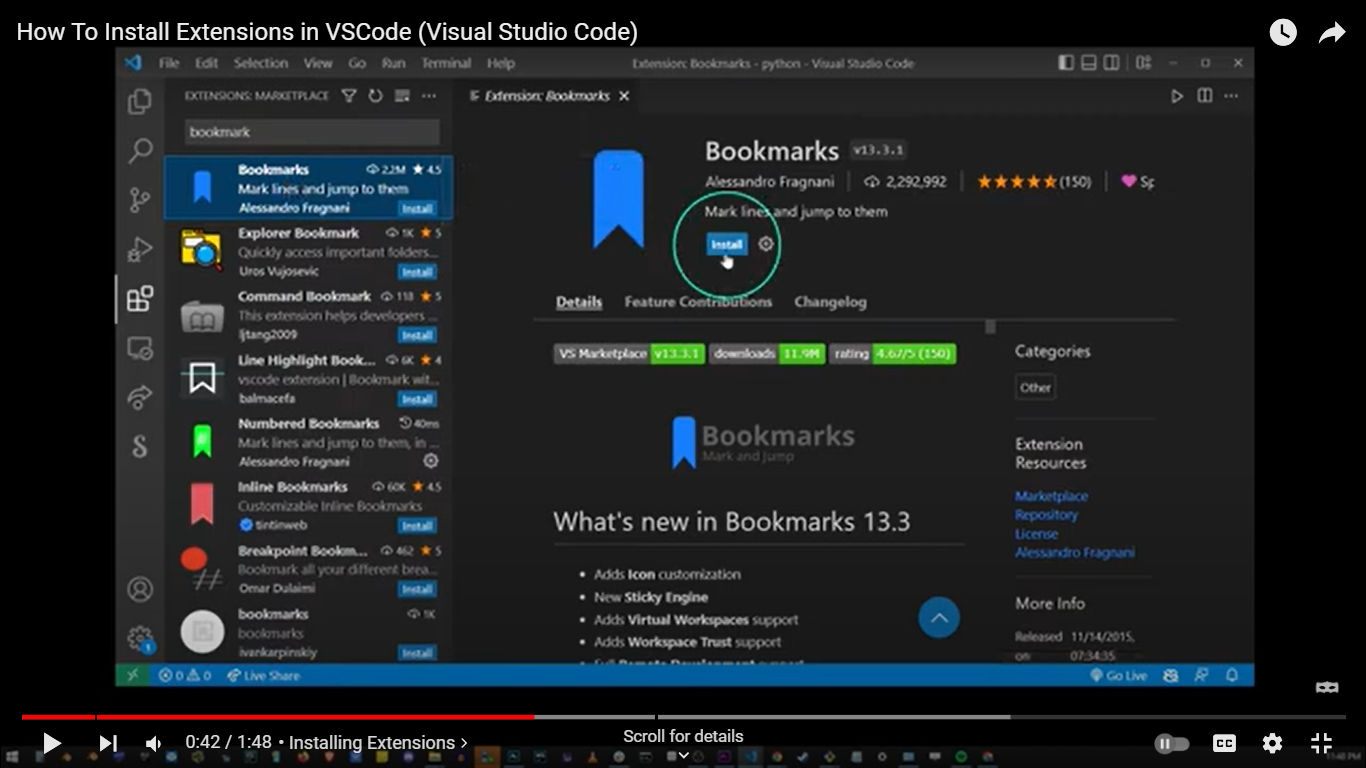 How To Install Extensions in VSCode (Visual Studio Code)
File Edit Selection View Go Run Terminal Help
Extension: Bookmarks - python - Visual Studio Code
EXTENSIONS: MARKETPLACE
Extension: Bookmarks
bookmark
Bookmarks 2.2M ★ 4.5
Mark lines and jump to them
Alessandro Fragnani Install
Explorer Bookmark 1K ★ 5
Quickly access important folders...
Uros Vujosevic Install
Command Bookmark 118 ★ 5
This extension helps developers ...
ljtang2009 Install
Line Highlight Book... 6K ★ 4
vscode extension | Bookmark wit...
balmacefa Install
Numbered Bookmarks 40ms
Mark lines and jump to them, in ...
Alessandro Fragnani
Inline Bookmarks 60K ★ 4.5
Customizable Inline Bookmarks
tintinweb Install
Breakpoint Bookm... 462 ★ 5
Bookmark all your different brea...
Omar Dulaimi Install
bookmarks 1K
bookmarks
ivankarpinskiy Install
Bookmarks v13.3.1
Alessandro Fragnani 2,292,992 ★★★★★ (150) Sp
Mark lines and jump to them
Install
Details Feature Contributions Changelog
VS Marketplace v13.3.1 downloads 11.9M rating 4.67/5 (150)
Bookmarks
Mark and Jump
What's new in Bookmarks 13.3
• Adds Icon customization
• New Sticky Engine
• Adds Virtual Workspaces support
• Adds Workspace Trust support
• Full Remote Development support
Categories
Other
Extension
Resources
Marketplace
Repository
License
Alessandro Fragnani
More Info
Released 11/14/2015,
on 07:34:35
1
0 0 Live Share
Go Live
0:42 / 1:48 • Installing Extensions
Scroll for details
CC